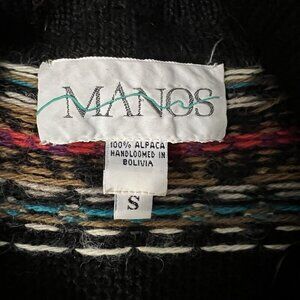 MANOS
100% ALPACA
HANDLOOMED IN
BOLIVIA
S